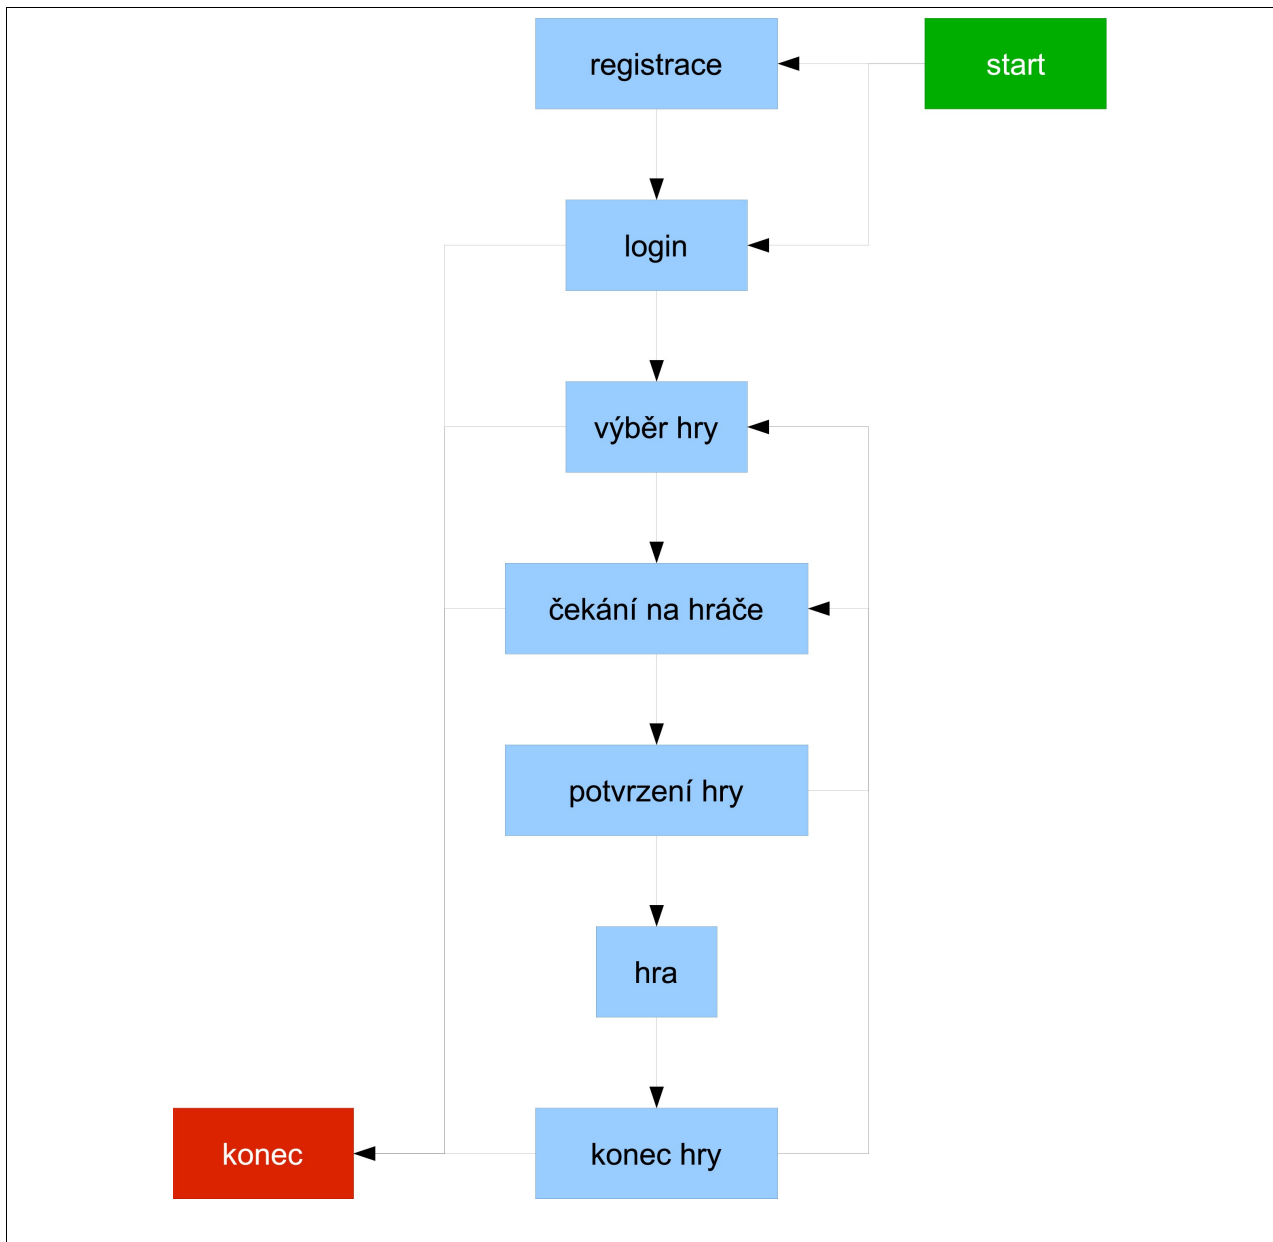 registrace
start
login
výběr hry
čekání na hráče
potvrzení hry
hra
konec
konec hry